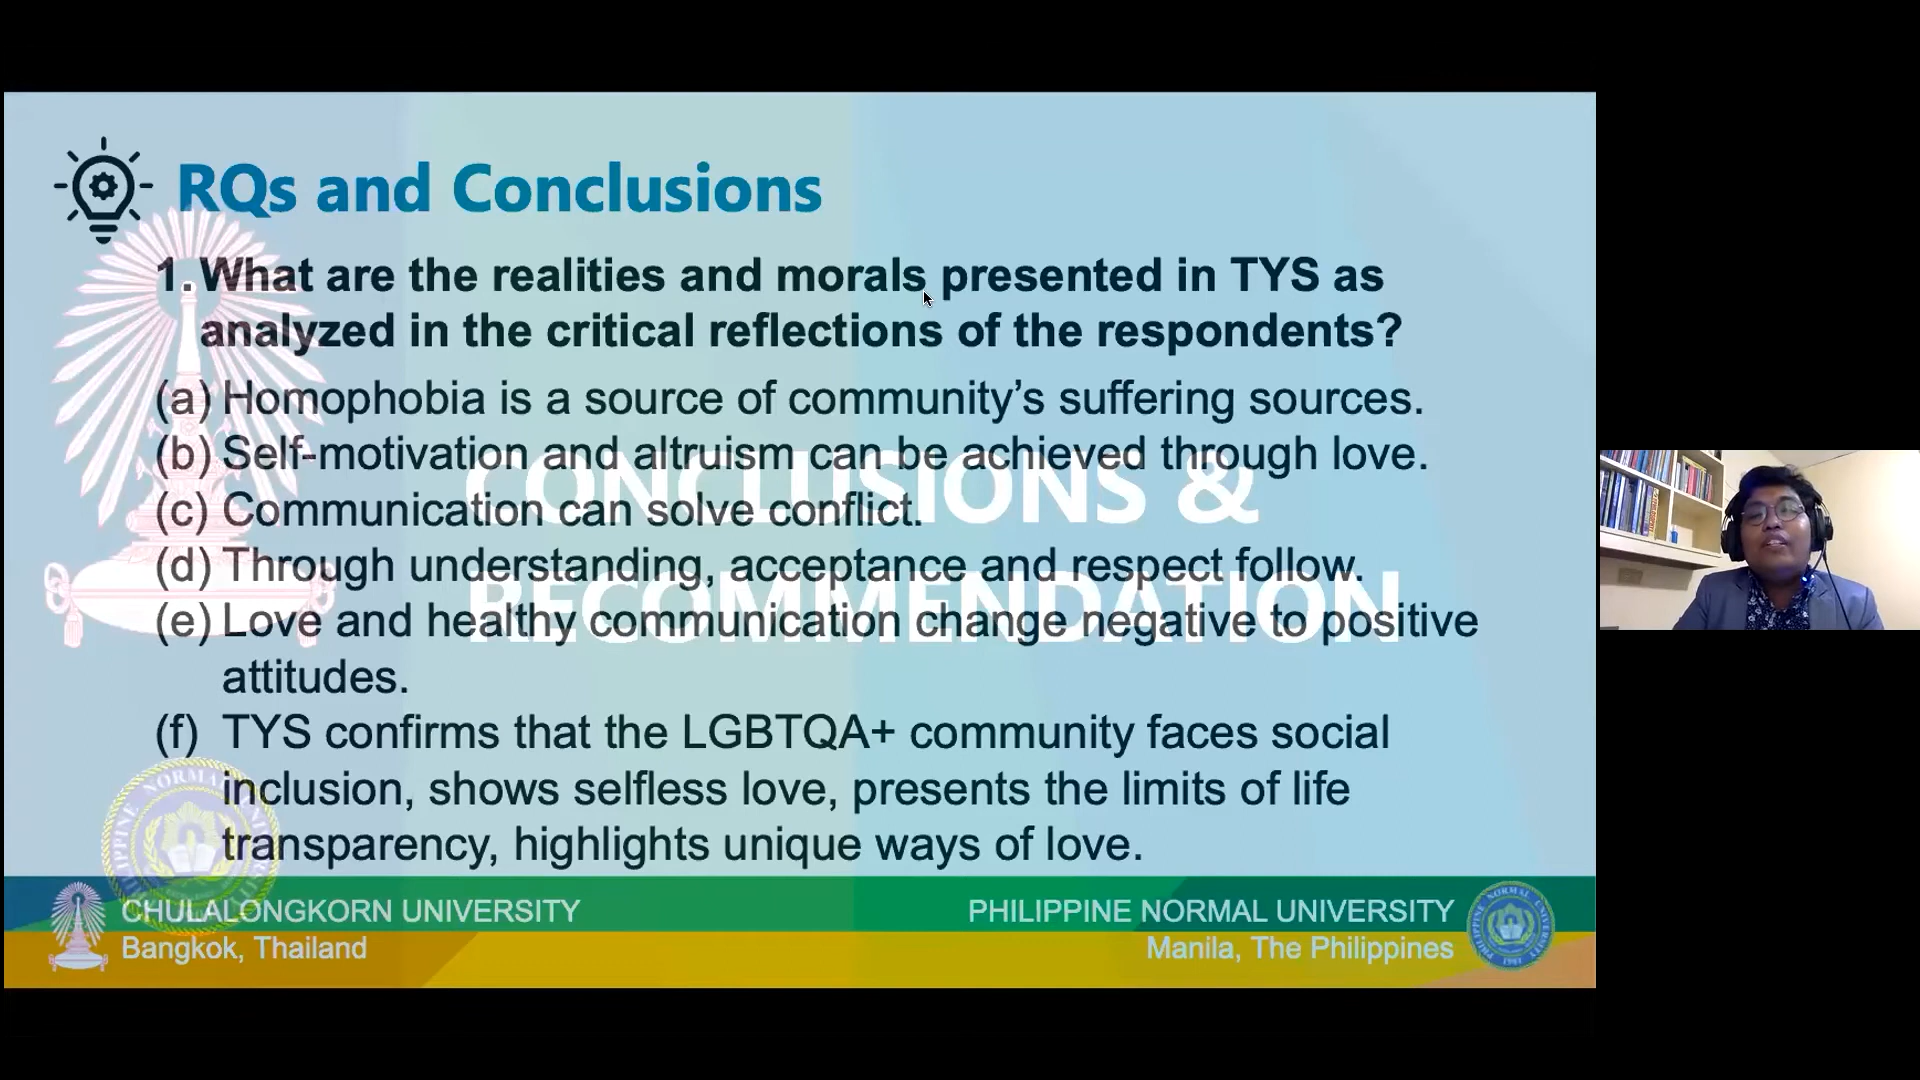 RQs and Conclusions
1. What are the realities and morals presented in TYS as
analyzed in the critical reflections of the respondents?
(a) Homophobia is a source of community's suffering sources.
(b) Self-motivation and altruism can be achieved through love.
CONCLUSIONS &
(c) Communication can solve conflict.
(d) Through understanding, acceptance and respect follow.
RECOMMENDATION
(e) Love and healthy communication change negative to positive
attitudes.
(f) TYS confirms that the LGBTQA+ community faces social
inclusion, shows selfless love, presents the limits of life
transparency, highlights unique ways of love.
CHULALONGKORN UNIVERSITY
Bangkok, Thailand
PHILIPPINE NORMAL UNIVERSITY
Manila, The Philippines
PHILIPPINE NORMAL UNIVERSITY
1901